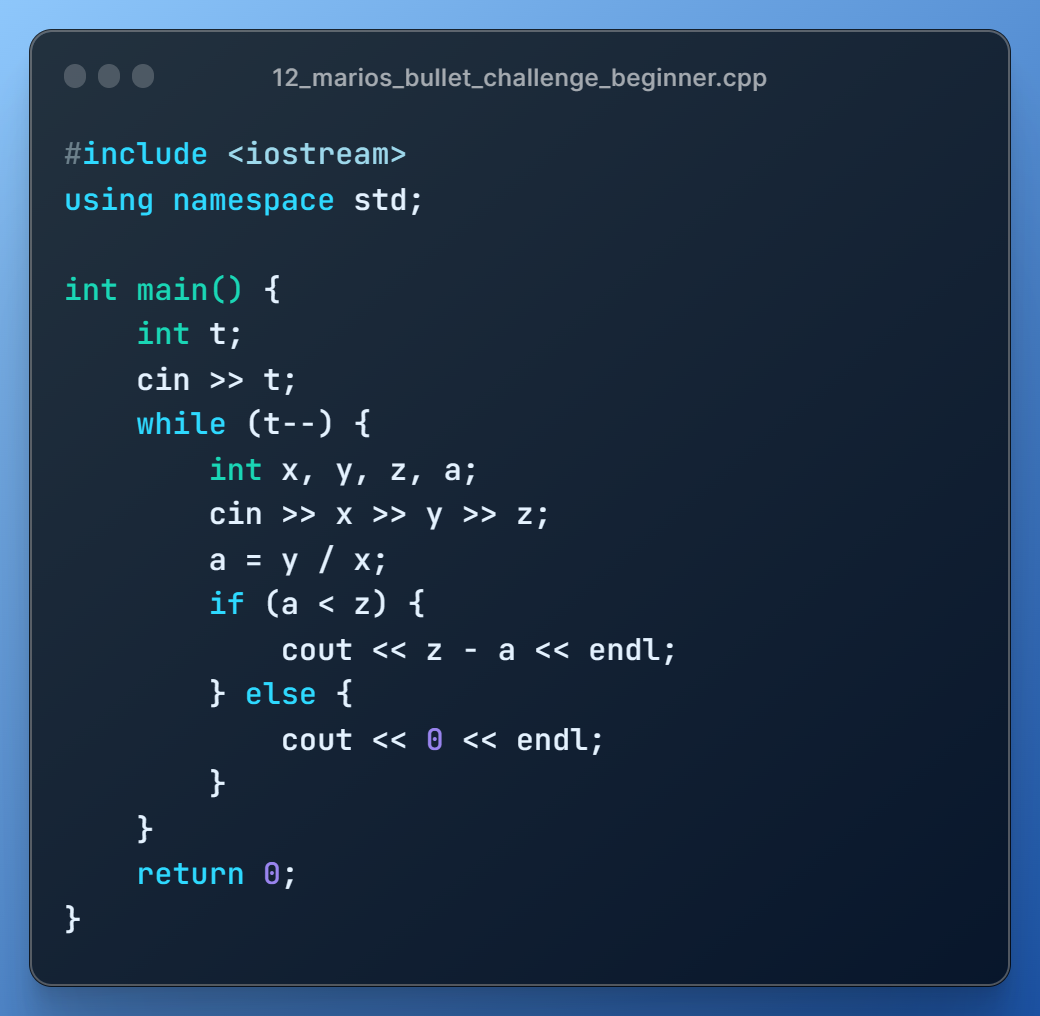 12_marios_bullet_challenge_beginner.cpp
#include <iostream>
using namespace std;

int main() {
    int t;
    cin >> t;
    while (t--) {
        int x, y, z, a;
        cin >> x >> y >> z;
        a = y / x;
        if (a < z) {
            cout << z - a << endl;
        } else {
            cout << 0 << endl;
        }
    }
    return 0;
}